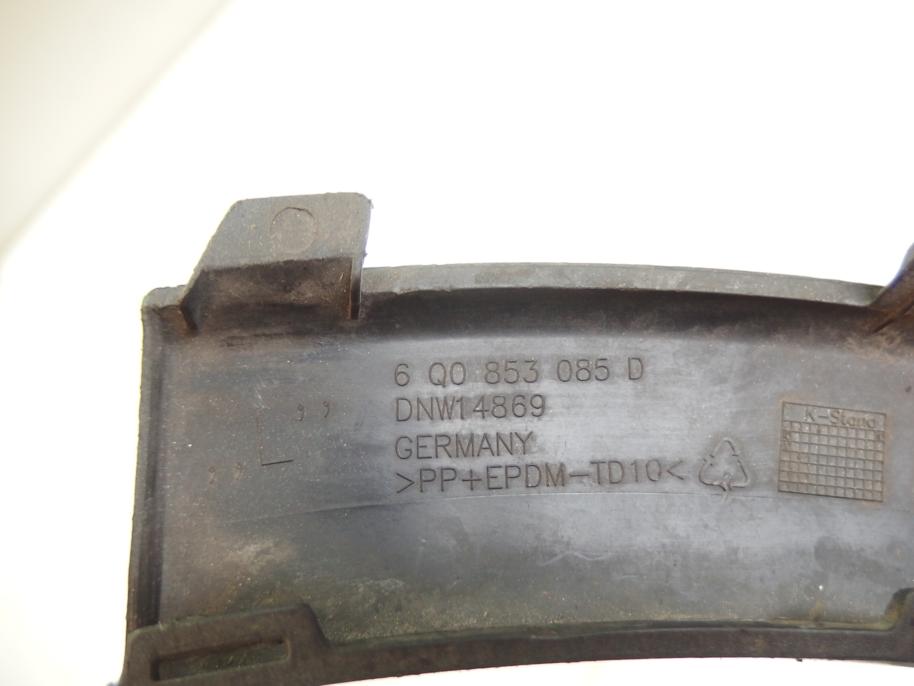 6 Q0 853 085 D
DNW14869
GERMANY
>PP+EPDM-TD10<
K-Stand
L